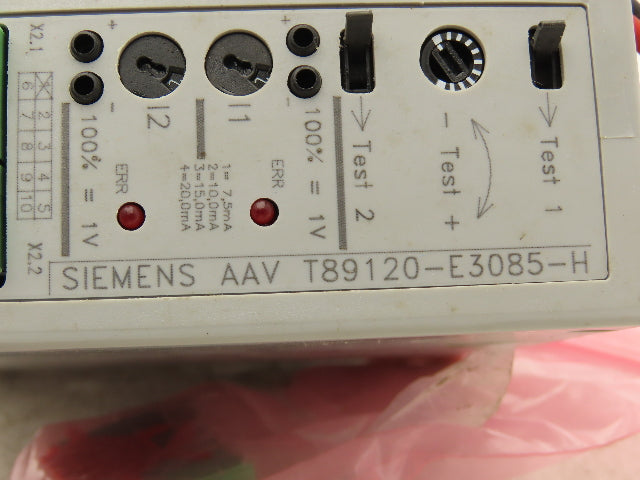 X2.1
X 2 3 4 5
6 7 8 9 10
X2.2
+
-
100% = 1V
I2
ERR
I1
1= 7,5mA
2=10,0mA
3=15,0mA
4=20,0mA
ERR
+
-
100% = 1V
→ Test 2
- Test +
→ Test 1
SIEMENS AAV T89120-E3085-H